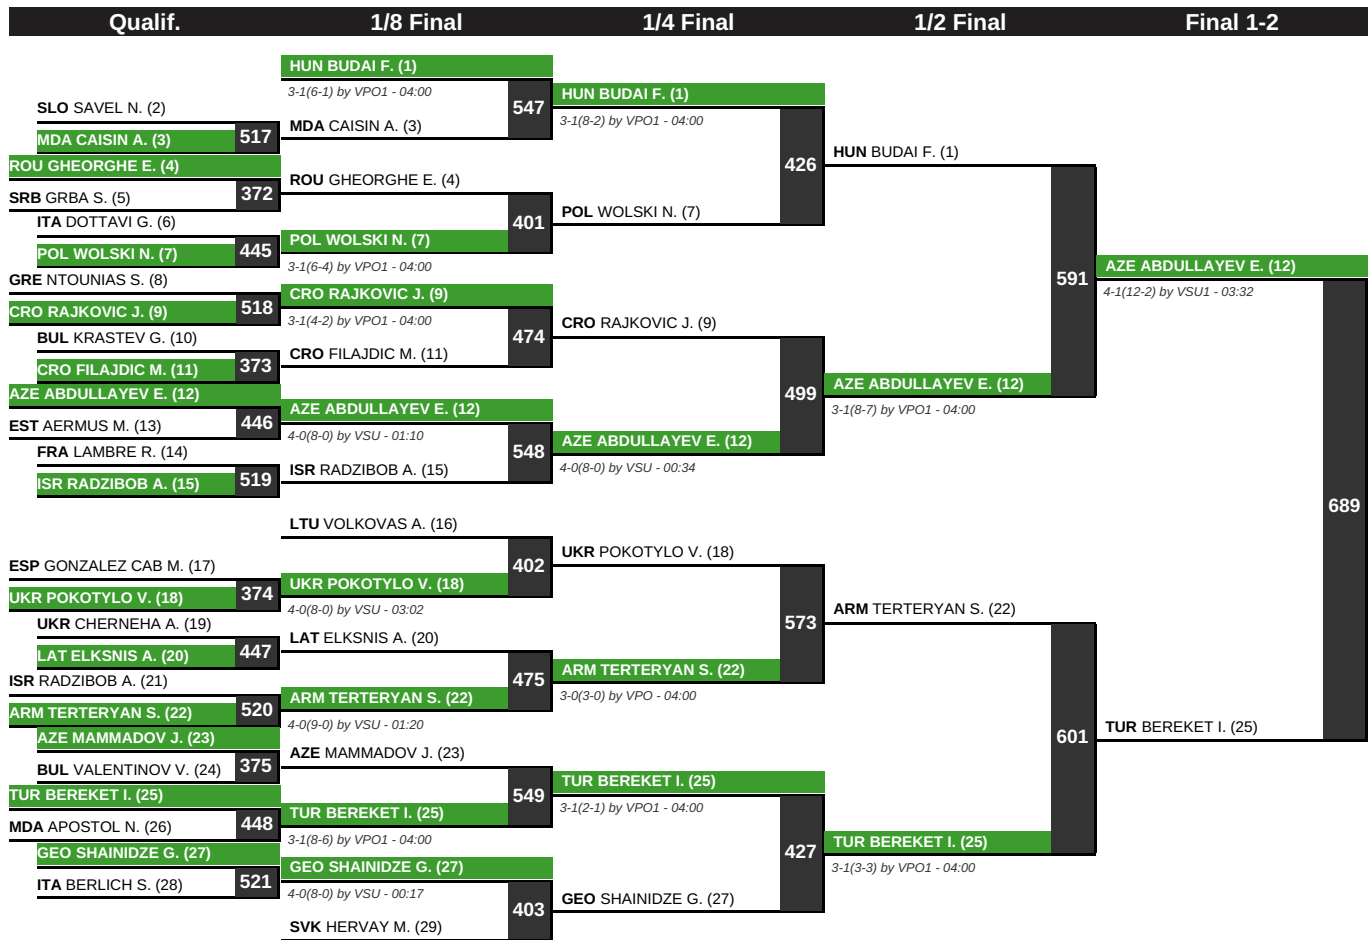 Qualif.
1/8 Final
1/4 Final
1/2 Final
Final 1-2
SLO SAVEL N. (2)
MDA CAISIN A. (3)
517
ROU GHEORGHE E. (4)
SRB GRBA S. (5)
372
ITA DOTTAVI G. (6)
POL WOLSKI N. (7)
445
GRE NTOUNIAS S. (8)
CRO RAJKOVIC J. (9)
518
BUL KRASTEV G. (10)
CRO FILAJDIC M. (11)
373
AZE ABDULLAYEV E. (12)
EST AERMUS M. (13)
446
FRA LAMBRE R. (14)
ISR RADZIBOB A. (15)
519
ESP GONZALEZ CAB M. (17)
UKR POKOTYLO V. (18)
374
UKR CHERNEHA A. (19)
LAT ELKSNIS A. (20)
447
ISR RADZIBOB A. (21)
ARM TERTERYAN S. (22)
520
AZE MAMMADOV J. (23)
BUL VALENTINOV V. (24)
375
TUR BEREKET I. (25)
MDA APOSTOL N. (26)
448
GEO SHAINIDZE G. (27)
ITA BERLICH S. (28)
521
HUN BUDAI F. (1)
3-1(6-1) by VPO1 - 04:00
547
MDA CAISIN A. (3)
ROU GHEORGHE E. (4)
401
POL WOLSKI N. (7)
3-1(6-4) by VPO1 - 04:00
CRO RAJKOVIC J. (9)
3-1(4-2) by VPO1 - 04:00
474
CRO FILAJDIC M. (11)
AZE ABDULLAYEV E. (12)
4-0(8-0) by VSU - 01:10
548
ISR RADZIBOB A. (15)
LTU VOLKOVAS A. (16)
402
UKR POKOTYLO V. (18)
4-0(8-0) by VSU - 03:02
LAT ELKSNIS A. (20)
475
ARM TERTERYAN S. (22)
4-0(9-0) by VSU - 01:20
AZE MAMMADOV J. (23)
549
TUR BEREKET I. (25)
3-1(8-6) by VPO1 - 04:00
GEO SHAINIDZE G. (27)
4-0(8-0) by VSU - 00:17
403
SVK HERVAY M. (29)
HUN BUDAI F. (1)
3-1(8-2) by VPO1 - 04:00
426
POL WOLSKI N. (7)
CRO RAJKOVIC J. (9)
499
AZE ABDULLAYEV E. (12)
4-0(8-0) by VSU - 00:34
UKR POKOTYLO V. (18)
573
ARM TERTERYAN S. (22)
3-0(3-0) by VPO - 04:00
TUR BEREKET I. (25)
3-1(2-1) by VPO1 - 04:00
427
GEO SHAINIDZE G. (27)
HUN BUDAI F. (1)
591
AZE ABDULLAYEV E. (12)
3-1(8-7) by VPO1 - 04:00
ARM TERTERYAN S. (22)
601
TUR BEREKET I. (25)
3-1(3-3) by VPO1 - 04:00
AZE ABDULLAYEV E. (12)
4-1(12-2) by VSU1 - 03:32
689
TUR BEREKET I. (25)